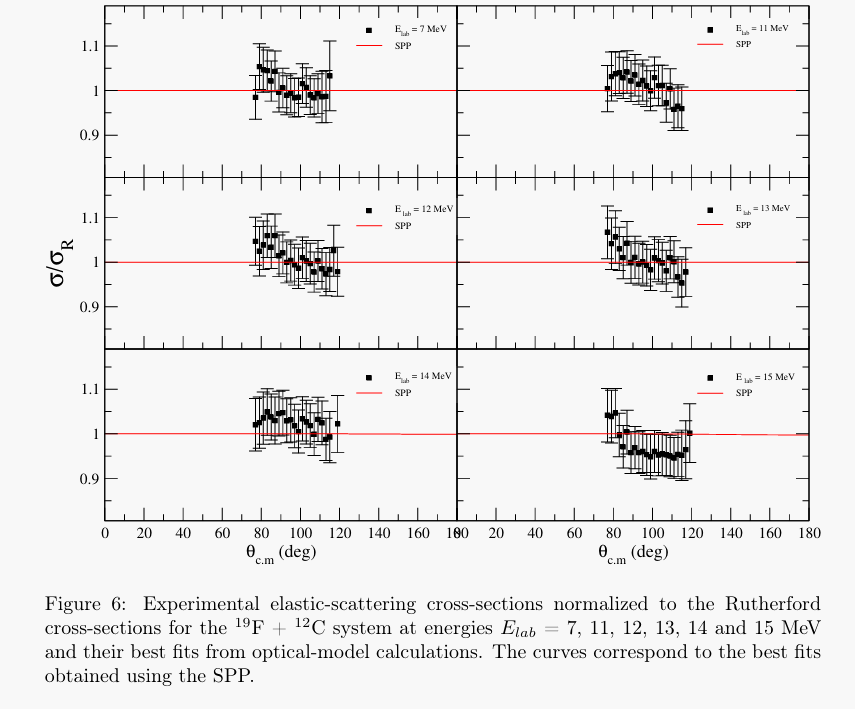 E_lab = 7 MeV
SPP
E_lab = 11 MeV
SPP
1.1
1
0.9
E_lab = 12 MeV
SPP
E_lab = 13 MeV
SPP
1.1
1
0.9
σ/σ_R
E_lab = 14 MeV
SPP
E_lab = 15 MeV
SPP
1.1
1
0.9
0 20 40 60 80 100 120 140 160 180 0 20 40 60 80 100 120 140 160 180
θ_c.m (deg) θ_c.m (deg)
Figure 6: Experimental elastic-scattering cross-sections normalized to the Rutherford
cross-sections for the ¹⁹F + ¹²C system at energies E_lab = 7, 11, 12, 13, 14 and 15 MeV
and their best fits from optical-model calculations. The curves correspond to the best fits
obtained using the SPP.